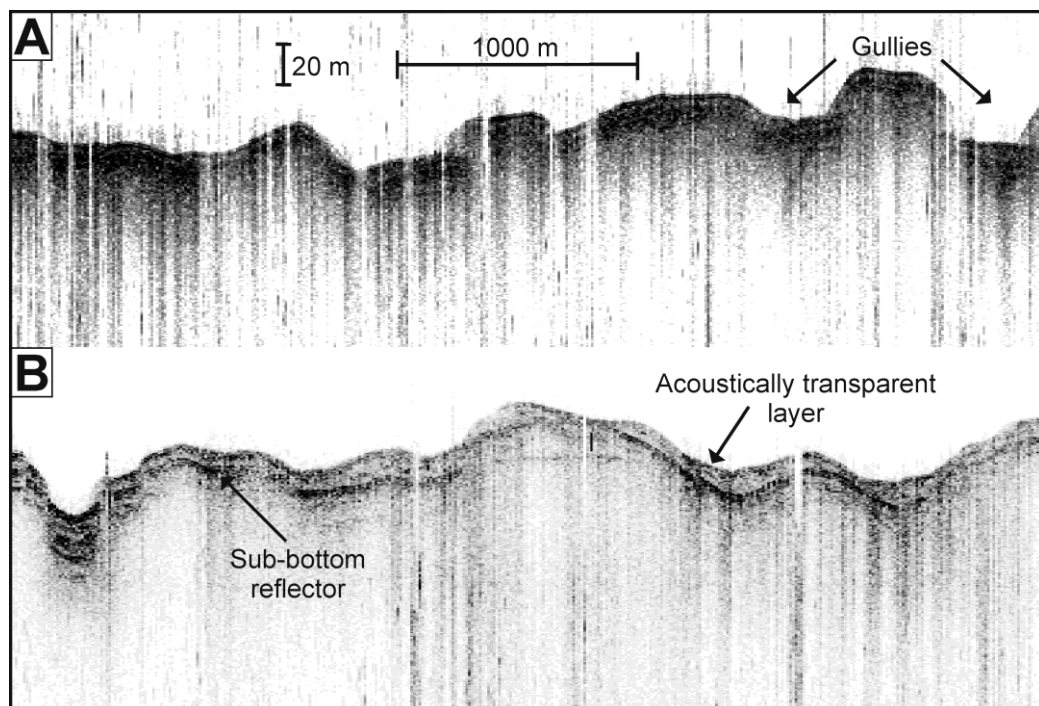 A
20 m
1000 m
Gullies
B
Acoustically transparent
layer
Sub-bottom
reflector